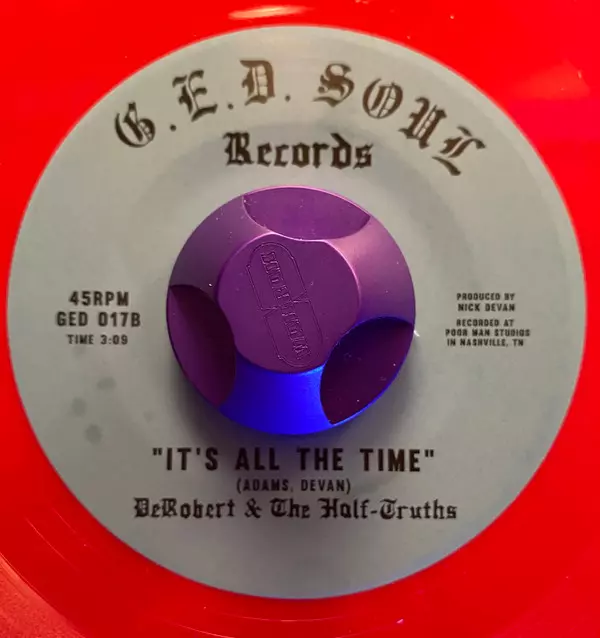 G.E.D. SOUL
Records
45RPM
GED 017B
TIME 3:09
PRODUCED BY
NICK DEVAN
RECORDED AT
POOR MAN STUDIOS
IN NASHVILLE, TN
"IT'S ALL THE TIME"
(ADAMS, DEVAN)
DeRobert & The Half-Truths